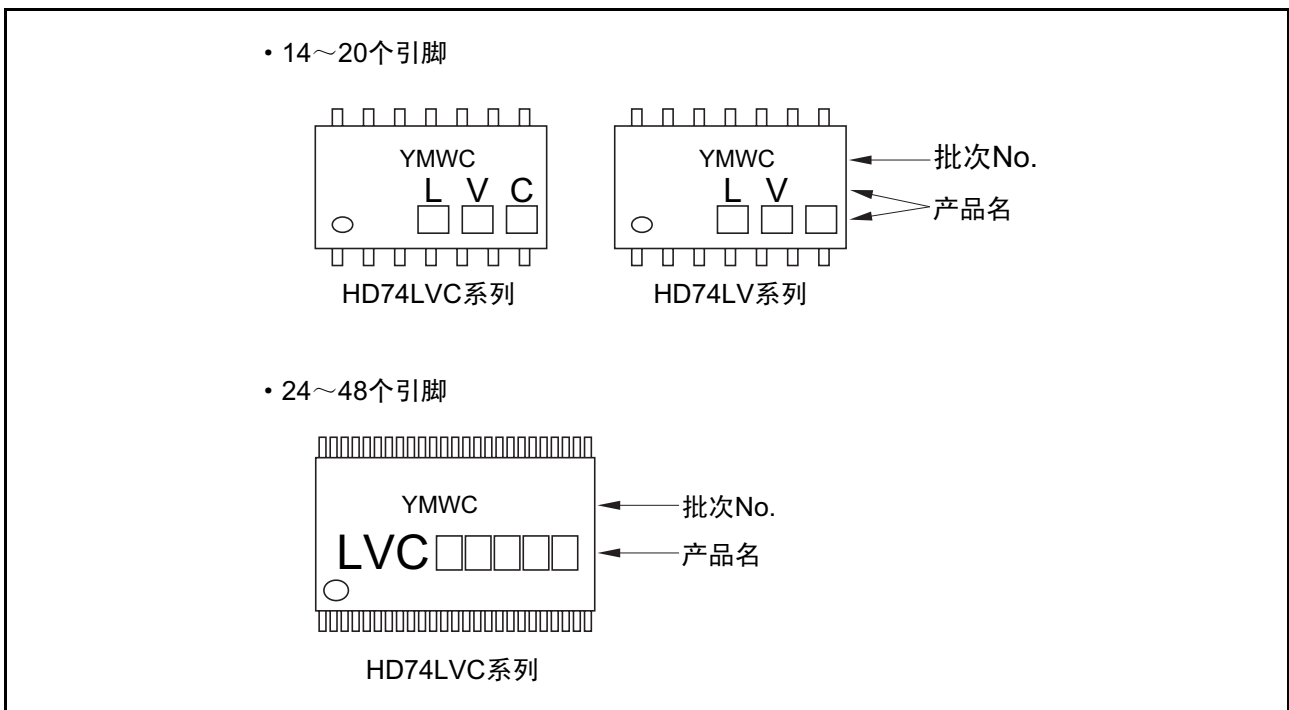 ・14～20个引脚
YMWC
L V C
YMWC
L V
批次No.
产品名
HD74LVC系列
HD74LV系列
・24～48个引脚
YMWC
LVC□□□□□
批次No.
产品名
HD74LVC系列